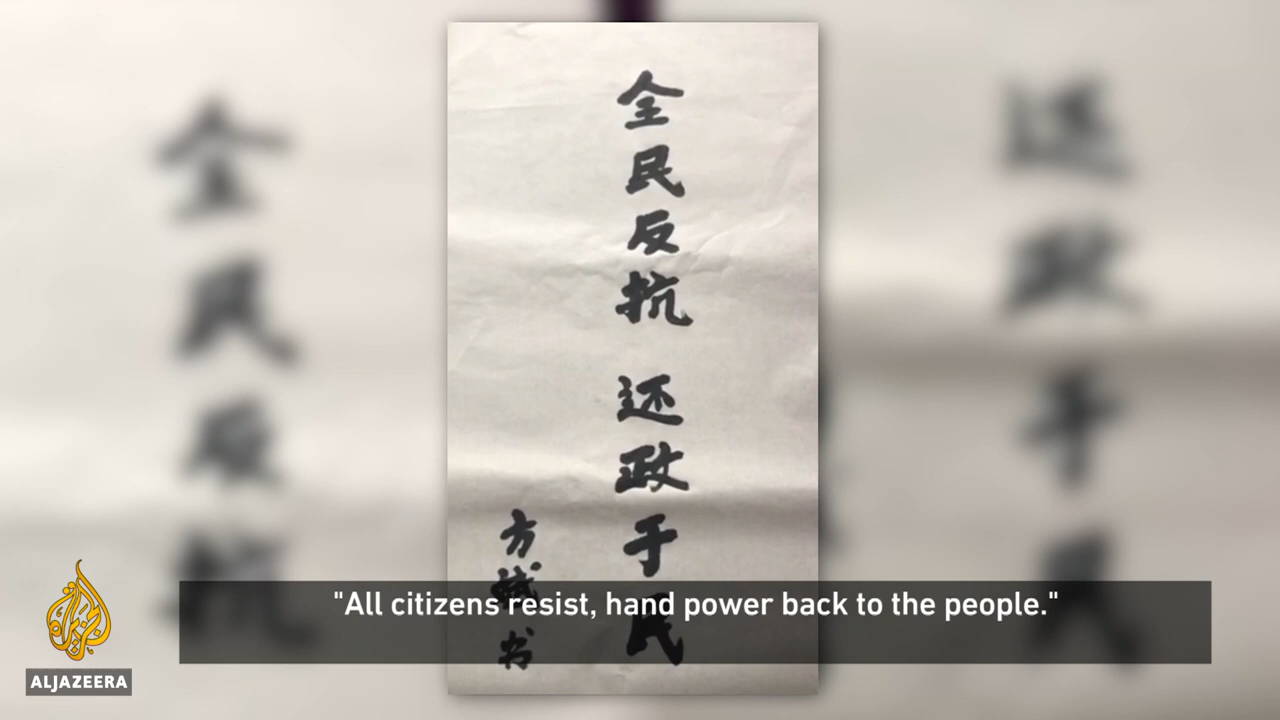 全民反抗 还政于民
方斌书
"All citizens resist, hand power back to the people."
ALJAZEERA